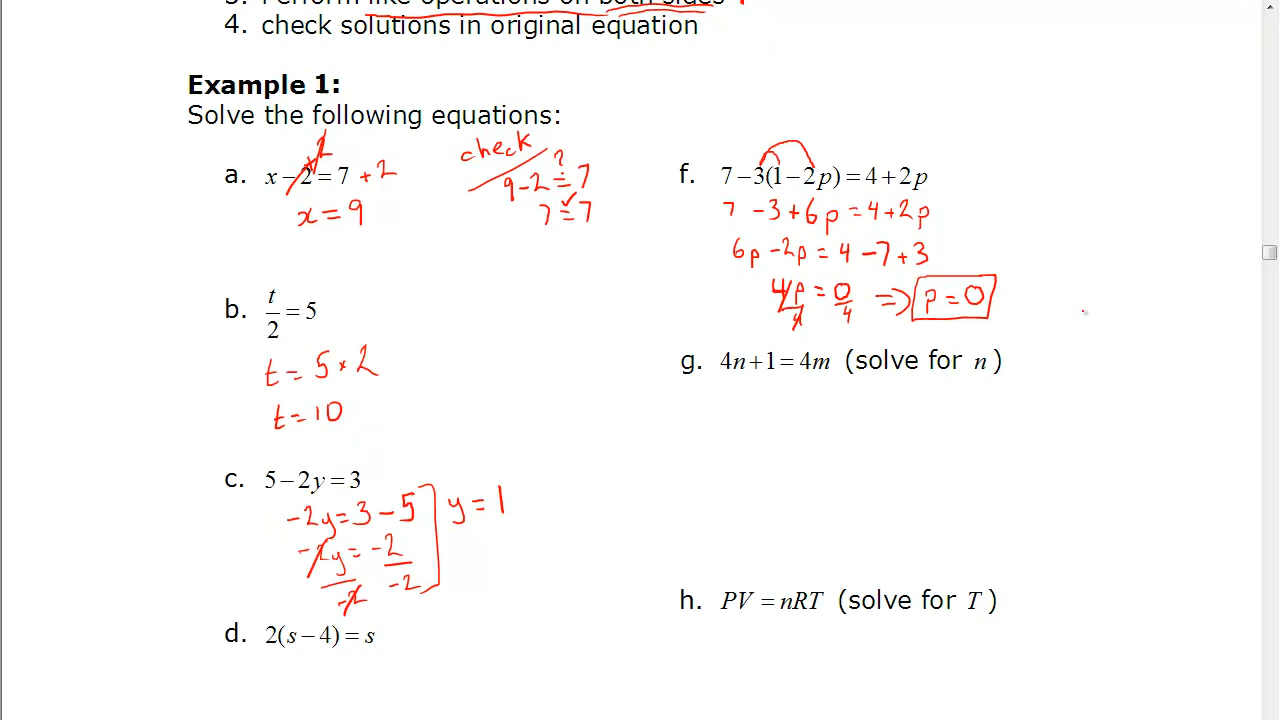 3. Perform like operations on both sides
4. check solutions in original equation
Example 1:
Solve the following equations:
a. x − 2 = 7 + 2
+2
x = 9
check
9 − 2 ≟ 7
7 = 7 ✓
b. t/2 = 5
t = 5 × 2
t = 10
c. 5 − 2y = 3
−2y = 3 − 5
−2y/−2 = −2/−2
y = 1
d. 2(s − 4) = s
f. 7 − 3(1 − 2p) = 4 + 2p
7 − 3 + 6p = 4 + 2p
6p − 2p = 4 − 7 + 3
4p/4 = 0/4 ⇒ p = 0
g. 4n + 1 = 4m (solve for n)
h. PV = nRT (solve for T)